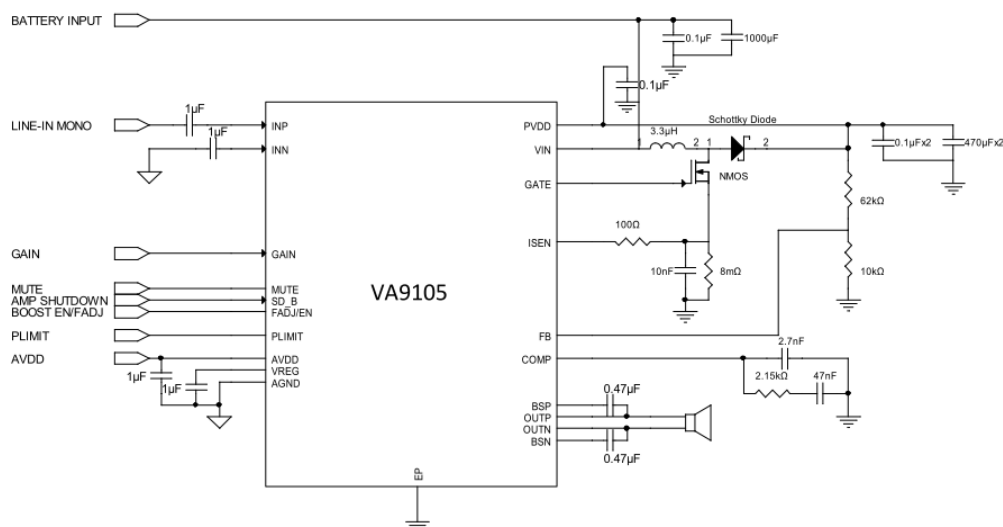 BATTERY INPUT
0.1µF
1000µF
0.1µF
1µF
LINE-IN MONO
1µF
INP
INN
PVDD
VIN
GATE
3.3µH
1
2
1
Schottky Diode
2
NMOS
0.1µFx2
470µFx2
62kΩ
ISEN
100Ω
10nF
8mΩ
10kΩ
GAIN
GAIN
MUTE
AMP SHUTDOWN
BOOST EN/FADJ
PLIMIT
AVDD
MUTE
SD_B
FADJ/EN
PLIMIT
AVDD
VREG
AGND
1µF
1µF
VA9105
FB
COMP
2.7nF
2.15kΩ
47nF
BSP
OUTP
OUTN
BSN
0.47µF
0.47µF
EP